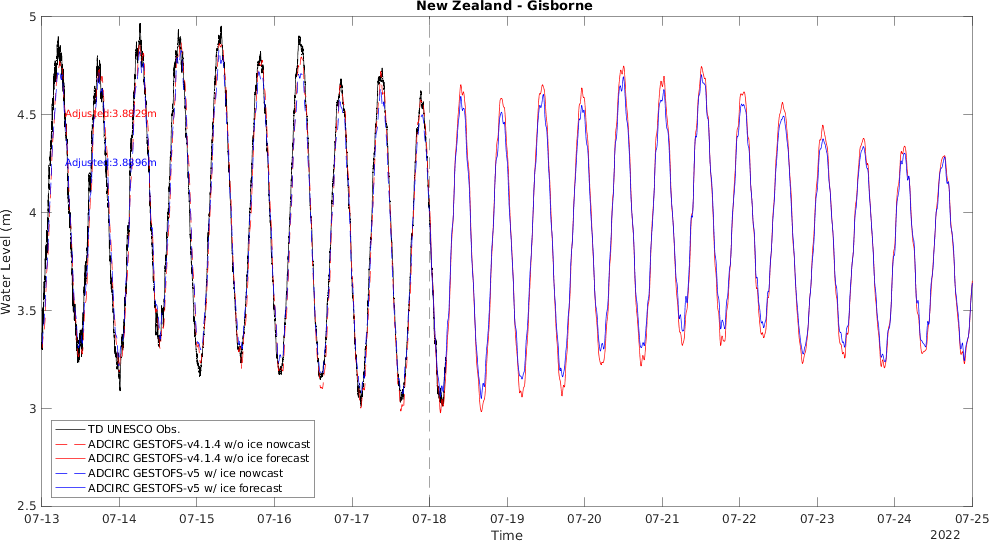 New Zealand - Gisborne
5
4.5
4
3.5
3
2.5
Water Level (m)
Adjusted:3.8829m
Adjusted:3.8896m
TD UNESCO Obs.
ADCIRC GESTOFS-v4.1.4 w/o ice nowcast
ADCIRC GESTOFS-v4.1.4 w/o ice forecast
ADCIRC GESTOFS-v5 w/ ice nowcast
ADCIRC GESTOFS-v5 w/ ice forecast
07-13 07-14 07-15 07-16 07-17 07-18 07-19 07-20 07-21 07-22 07-23 07-24 07-25
Time
2022